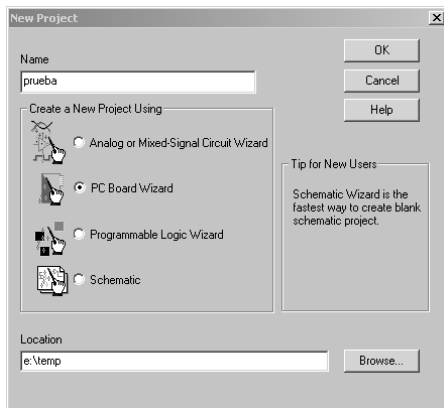 New Project
Name
prueba
OK
Cancel
Help
Create a New Project Using
Analog or Mixed-Signal Circuit Wizard
PC Board Wizard
Programmable Logic Wizard
Schematic
Tip for New Users
Schematic Wizard is the
fastest way to create blank
schematic project.
Location
e:\temp
Browse...